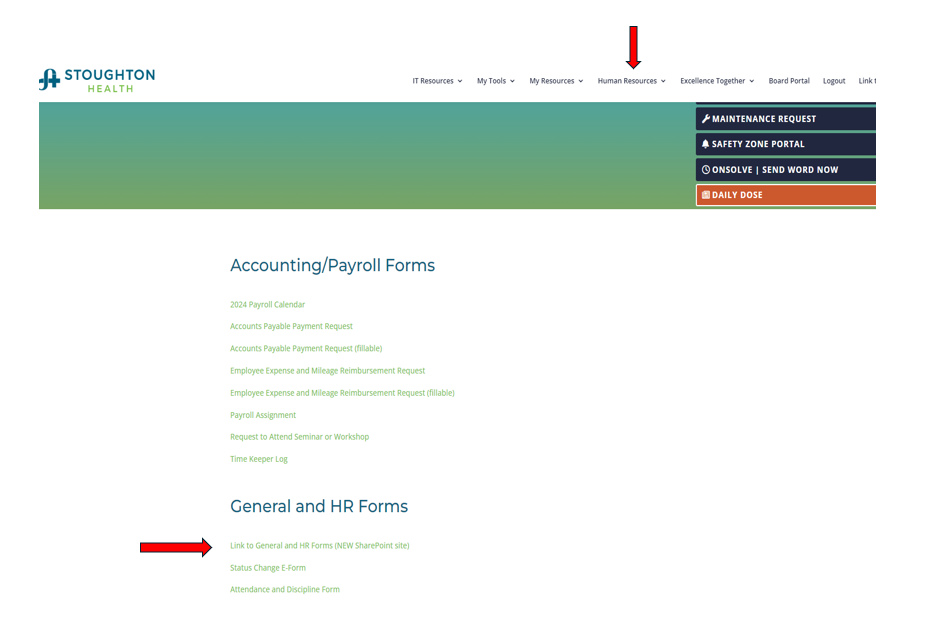 STOUGHTON
HEALTH
IT Resources My Tools My Resources Human Resources Excellence Together Board Portal Logout Link
MAINTENANCE REQUEST
SAFETY ZONE PORTAL
ONSOLVE | SEND WORD NOW
DAILY DOSE
Accounting/Payroll Forms
2024 Payroll Calendar
Accounts Payable Payment Request
Accounts Payable Payment Request (fillable)
Employee Expense and Mileage Reimbursement Request
Employee Expense and Mileage Reimbursement Request (fillable)
Payroll Assignment
Request to Attend Seminar or Workshop
Time Keeper Log
General and HR Forms
Link to General and HR Forms (NEW SharePoint site)
Status Change E-Form
Attendance and Discipline Form